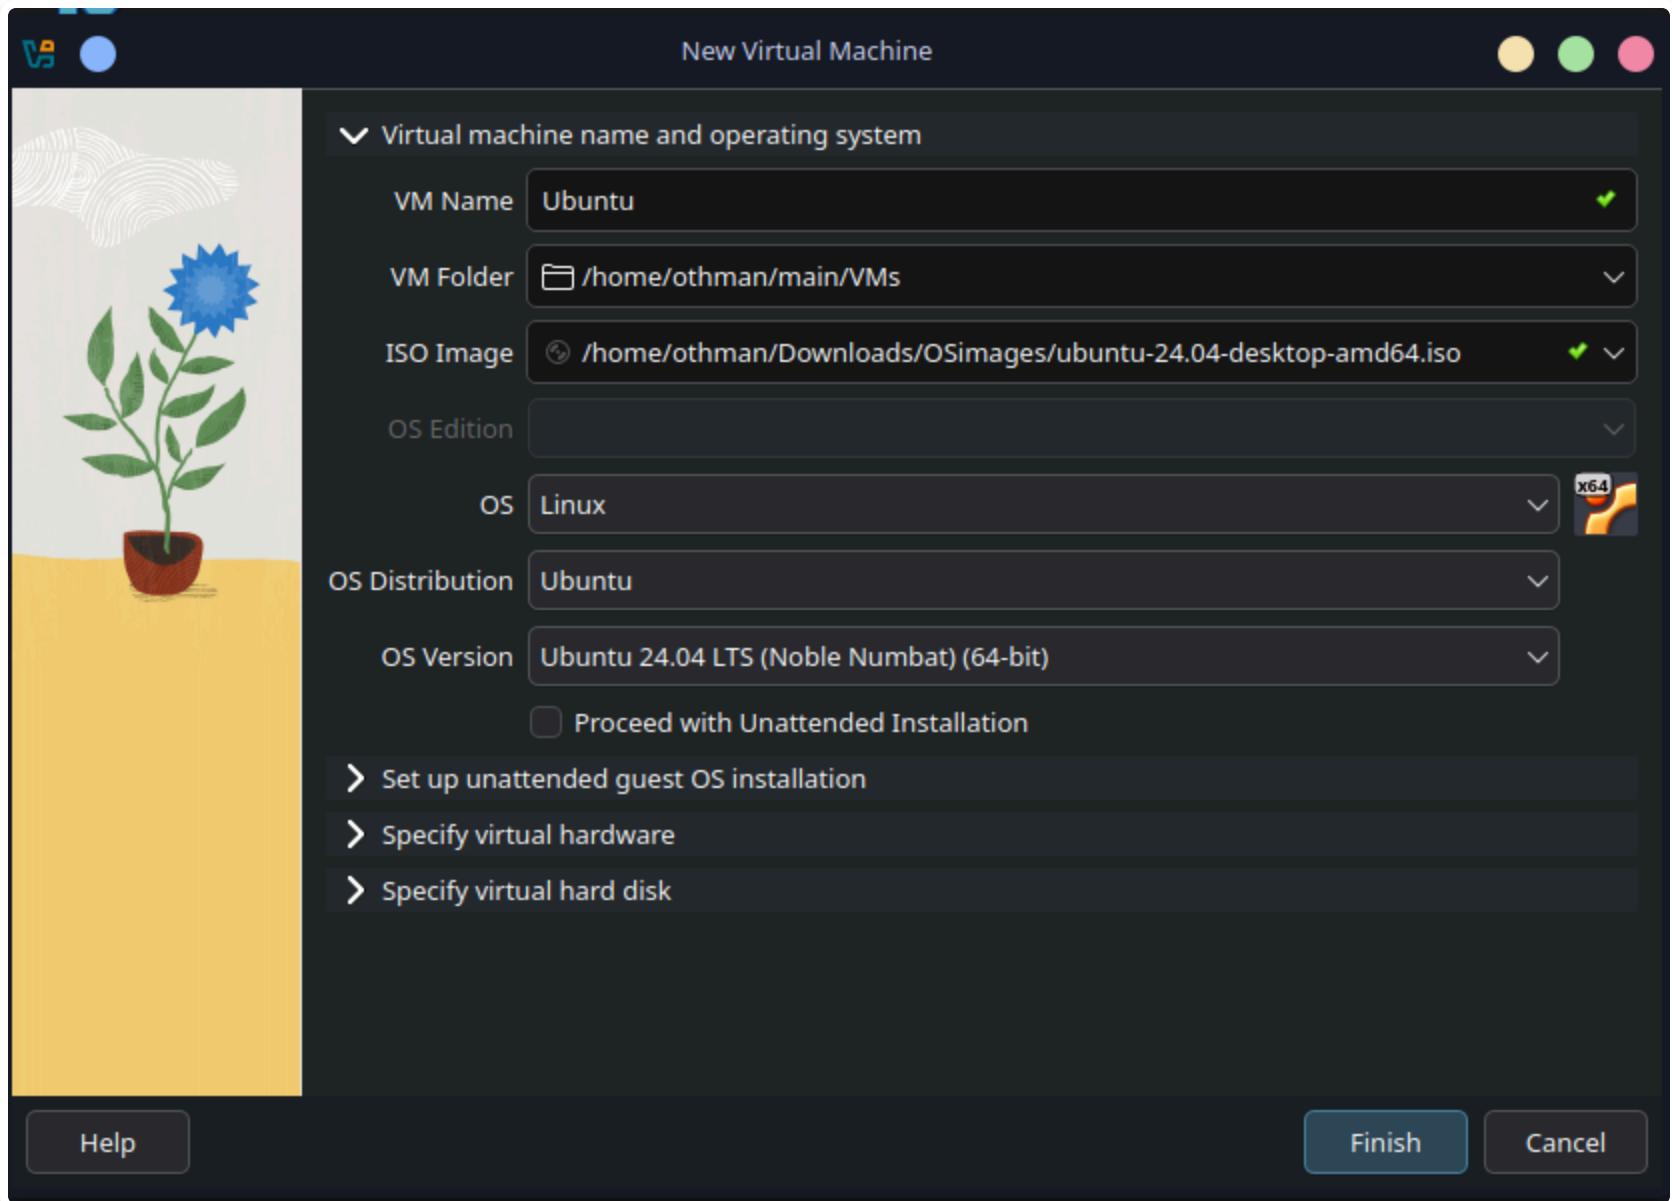 New Virtual Machine
Virtual machine name and operating system
VM Name Ubuntu
VM Folder /home/othman/main/VMs
ISO Image /home/othman/Downloads/OSimages/ubuntu-24.04-desktop-amd64.iso
OS Edition
OS Linux x64
OS Distribution Ubuntu
OS Version Ubuntu 24.04 LTS (Noble Numbat) (64-bit)
Proceed with Unattended Installation
Set up unattended guest OS installation
Specify virtual hardware
Specify virtual hard disk
Help Finish Cancel